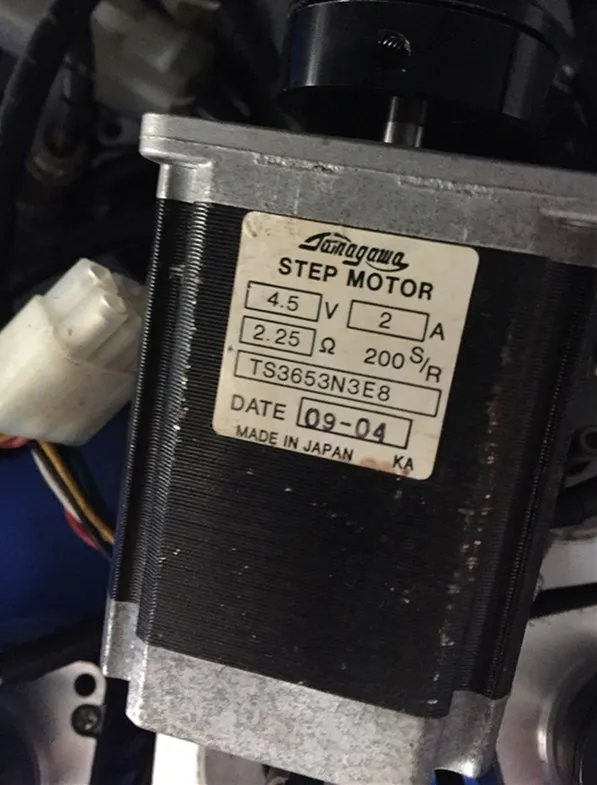 Tamagawa
STEP MOTOR
4.5 V 2 A
2.25 Ω 200 S/R
TS3653N3E8
DATE 09-04
MADE IN JAPAN KA